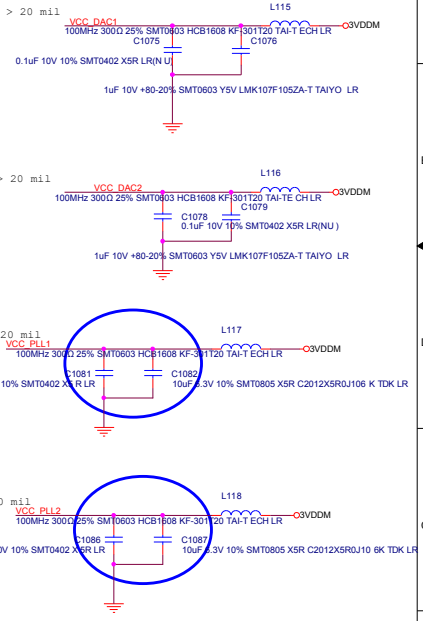 > 20 mil
L115
VCC_DAC1
3VDDM
100MHz 300Ω 25% SMT0603 HCB1608 KF-301T20 TAI-T ECH LR
C1075
C1076
0.1uF 10V 10% SMT0402 X5R LR(N U)
1uF 10V +80-20% SMT0603 Y5V LMK107F105ZA-T TAIYO LR
> 20 mil
L116
VCC_DAC2
3VDDM
100MHz 300Ω 25% SMT0603 HCB1608 KF-301T20 TAI-TE CH LR
C1079
C1078
0.1uF 10V 10% SMT0402 X5R LR(NU )
1uF 10V +80-20% SMT0603 Y5V LMK107F105ZA-T TAIYO LR
20 mil
L117
VCC_PLL1
3VDDM
100MHz 300Ω 25% SMT0603 HCB1608 KF-301T20 TAI-T ECH LR
C1081
C1082
10% SMT0402 X5 R LR
10uF 6.3V 10% SMT0805 X5R C2012X5R0J106 K TDK LR
0 mil
L118
VCC_PLL2
3VDDM
100MHz 300Ω 25% SMT0603 HCB1608 KF-301T20 TAI-T ECH LR
C1086
C1087
0V 10% SMT0402 X5R LR
10uF 6.3V 10% SMT0805 X5R C2012X5R0J10 6K TDK LR